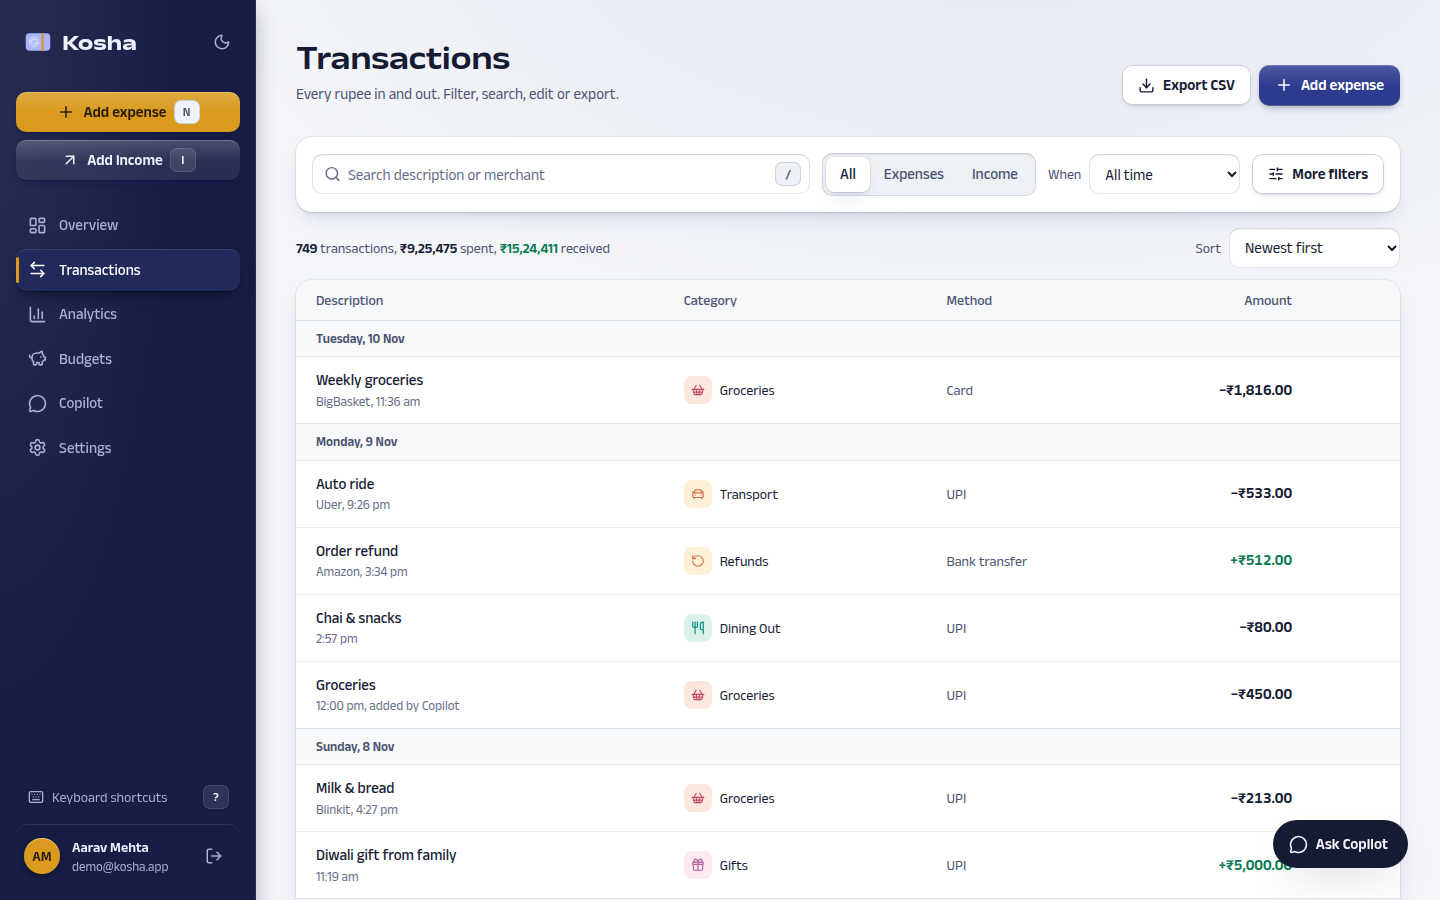 Kosha
Add expense N
Add Income I
Overview
Transactions
Analytics
Budgets
Copilot
Settings
Keyboard shortcuts ?
AM
Aarav Mehta
demo@kosha.app
Transactions
Every rupee in and out. Filter, search, edit or export.
Export CSV
Add expense
Search description or merchant /
All Expenses Income
When
All time
More filters
749 transactions, ₹9,25,475 spent, ₹15,24,411 received
Sort
Newest first
Description Category Method Amount
Tuesday, 10 Nov
Weekly groceries
BigBasket, 11:36 am
Groceries
Card
−₹1,816.00
Monday, 9 Nov
Auto ride
Uber, 9:26 pm
Transport
UPI
−₹533.00
Order refund
Amazon, 3:34 pm
Refunds
Bank transfer
+₹512.00
Chai & snacks
2:57 pm
Dining Out
UPI
−₹80.00
Groceries
12:00 pm, added by Copilot
Groceries
UPI
−₹450.00
Sunday, 8 Nov
Milk & bread
Blinkit, 4:27 pm
Groceries
UPI
−₹213.00
Diwali gift from family
11:19 am
Gifts
UPI
+₹5,000.00
Ask Copilot